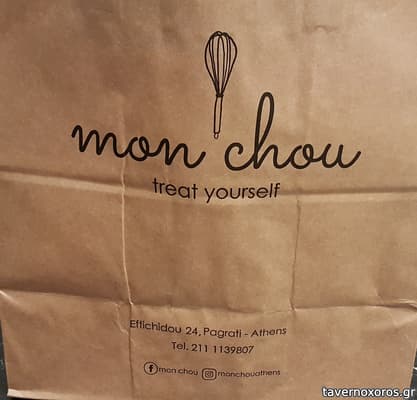 mon chou
treat yourself
Eftichidou 24, Pagrati - Athens
Tel. 211 1139807
mon chou monchouathens
tavernoxoros.gr